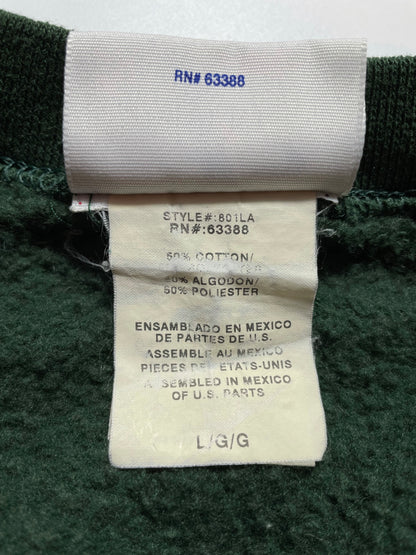 RN# 63388
STYLE#:801LA
RN#:63388
50% COTTON/
50% ALGODON/
50% POLIESTER
ENSAMBLADO EN MEXICO
DE PARTES DE U.S.
ASSEMBLE AU MEXICO
PIECES DES ETATS-UNIS
ASSEMBLED IN MEXICO
OF U.S. PARTS
L/G/G